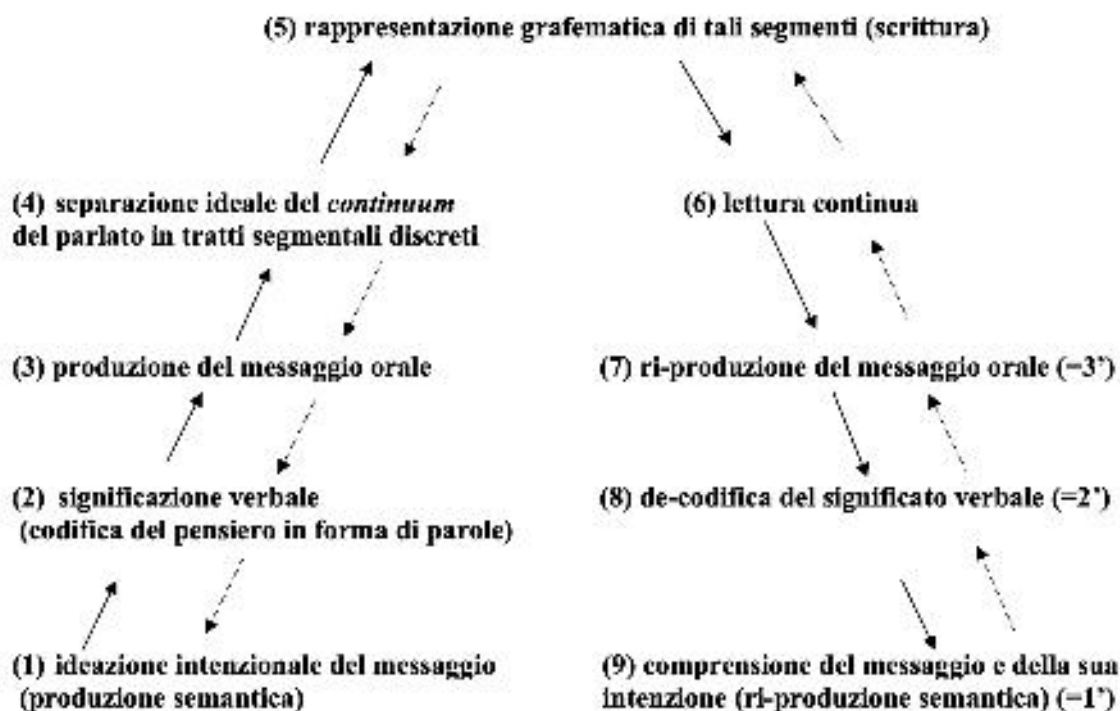 (5) rappresentazione grafematica di tali segmenti (scrittura)
(4) separazione ideale del continuum
del parlato in tratti segmentali discreti
(6) lettura continua
(3) produzione del messaggio orale
(7) ri-produzione del messaggio orale (=3')
(2) significazione verbale
(codifica del pensiero in forma di parole)
(8) de-codifica del significato verbale (=2')
(1) ideazione intenzionale del messaggio
(produzione semantica)
(9) comprensione del messaggio e della sua
intenzione (ri-produzione semantica) (=1')